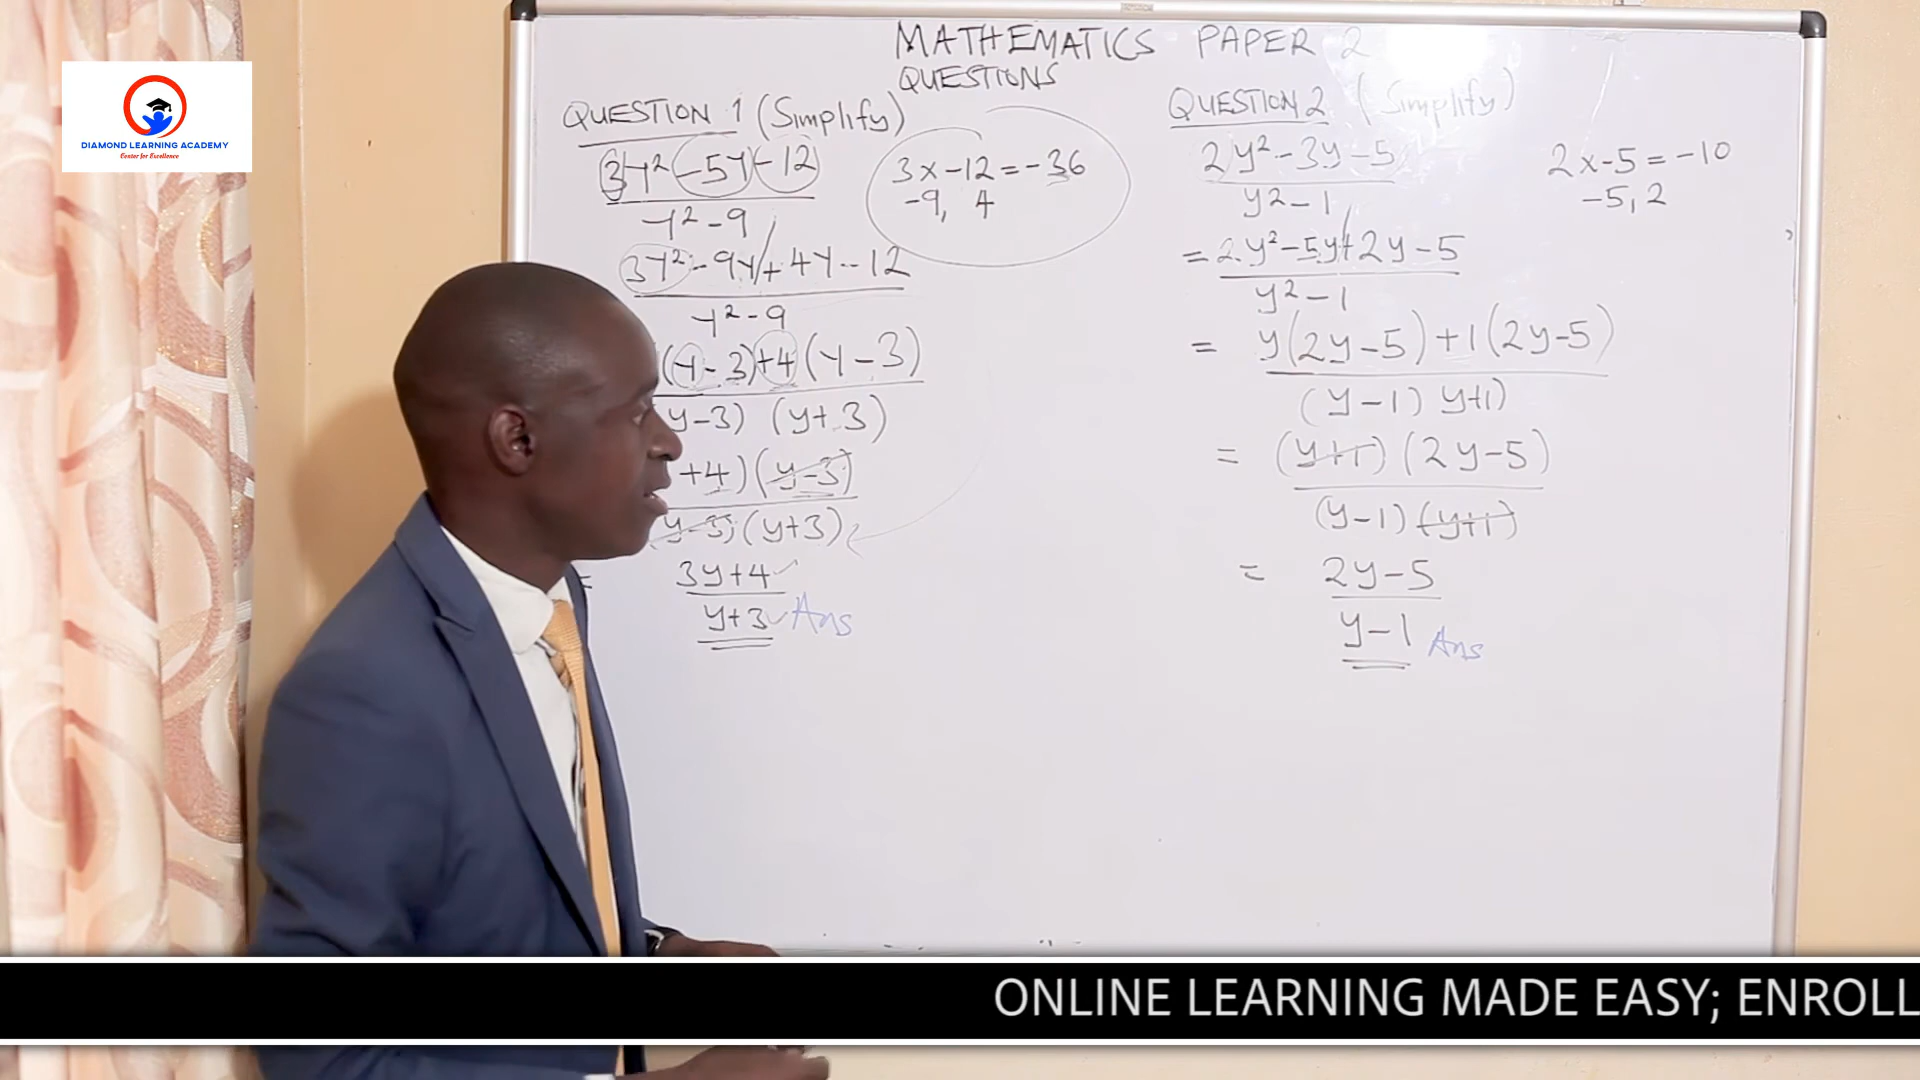 DIAMOND LEARNING ACADEMY
Center for Excellence
MATHEMATICS PAPER 2
QUESTIONS
QUESTION 1 (Simplify)
3y² -5y -12
y² - 9
3 x -12 = -36
-9, 4
3y² - 9y + 4y - 12
y² - 9
(y - 3) +4 (y - 3)
y - 3) (y + 3)
+4) (y-3)
(y-3) (y+3)
= 3y+4
y+3 Ans
QUESTION 2 (Simplify)
2y² - 3y - 5
y² - 1
2 x -5 = -10
-5, 2
= 2y² - 5y + 2y - 5
y² - 1
= y(2y - 5) + 1(2y - 5)
(y - 1) y+1)
= (y+1) (2y-5)
(y-1) (y+1)
= 2y-5
y-1 Ans
ONLINE LEARNING MADE EASY; ENROLL